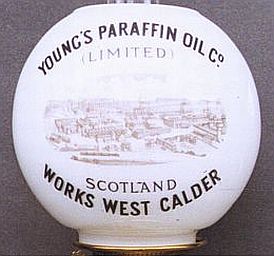 YOUNG'S PARAFFIN OIL Co.
(LIMITED)
SCOTLAND
WORKS WEST CALDER